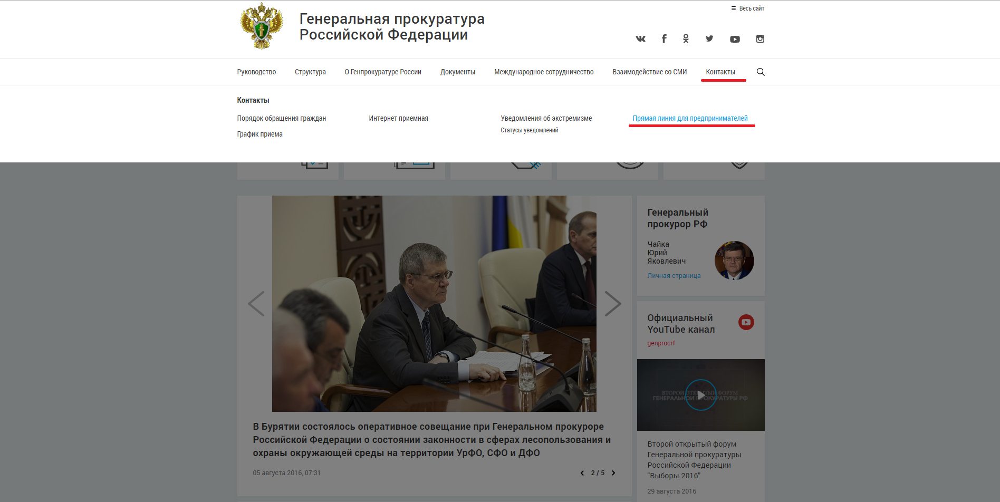 Весь сайт
Генеральная прокуратура
Российской Федерации
Руководство Структура О Генпрокуратуре России Документы Международное сотрудничество Взаимодействие со СМИ Контакты
Контакты
Порядок обращения граждан Интернет приемная Уведомления об экстремизме Прямая линия для предпринимателей
Статусы уведомлений
График приема
В Бурятии состоялось оперативное совещание при Генеральном прокуроре
Российской Федерации о состоянии законности в сферах лесопользования и
охраны окружающей среды на территории УрФО, СФО и ДФО
05 августа 2016, 07:31 2 / 5
Генеральный
прокурор РФ
Чайка
Юрий
Яковлевич
Личная страница
Официальный
YouTube канал
genprocrf
ВТОРОЙ ОТКРЫТЫЙ ФОРУМ
ГЕНЕРАЛЬНОЙ ПРОКУРАТУРЫ РФ
Второй открытый форум
Генеральной прокуратуры
Российской Федерации
"Выборы 2016"
29 августа 2016